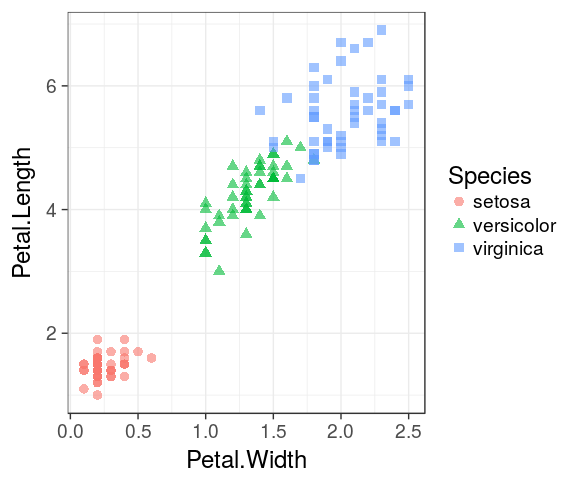 6
4
2
Petal.Length
0.0 0.5 1.0 1.5 2.0 2.5
Petal.Width
Species
setosa
versicolor
virginica